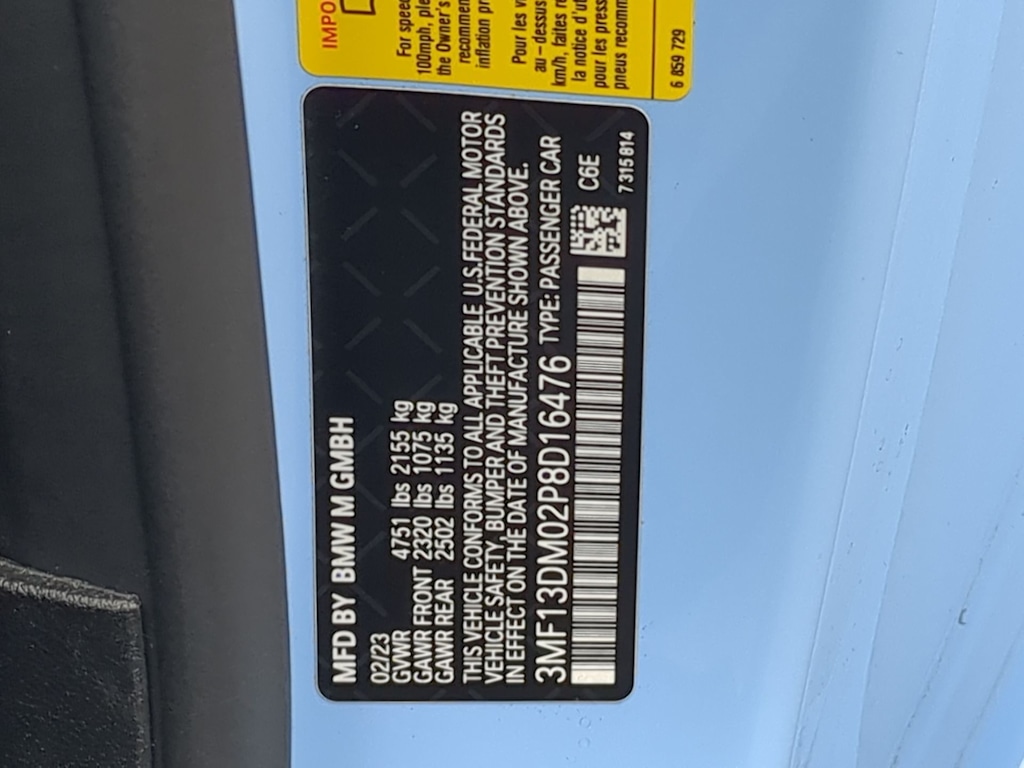 IMPO
For speed
100mph, ple
the Owner's
recommen
inflation pr
Pour les v
au - dessus
km/h, faites r
la notice d'ut
pour les press
pneus recomm
6 859 729
MFD BY BMW M GMBH
02/23
GVWR 4751 lbs 2155 kg
GAWR FRONT 2320 lbs 1075 kg
GAWR REAR 2502 lbs 1135 kg
THIS VEHICLE CONFORMS TO ALL APPLICABLE U.S.FEDERAL MOTOR
VEHICLE SAFETY, BUMPER AND THEFT PREVENTION STANDARDS
IN EFFECT ON THE DATE OF MANUFACTURE SHOWN ABOVE.
3MF13DM02P8D16476 TYPE: PASSENGER CAR
C6E
7 315 814